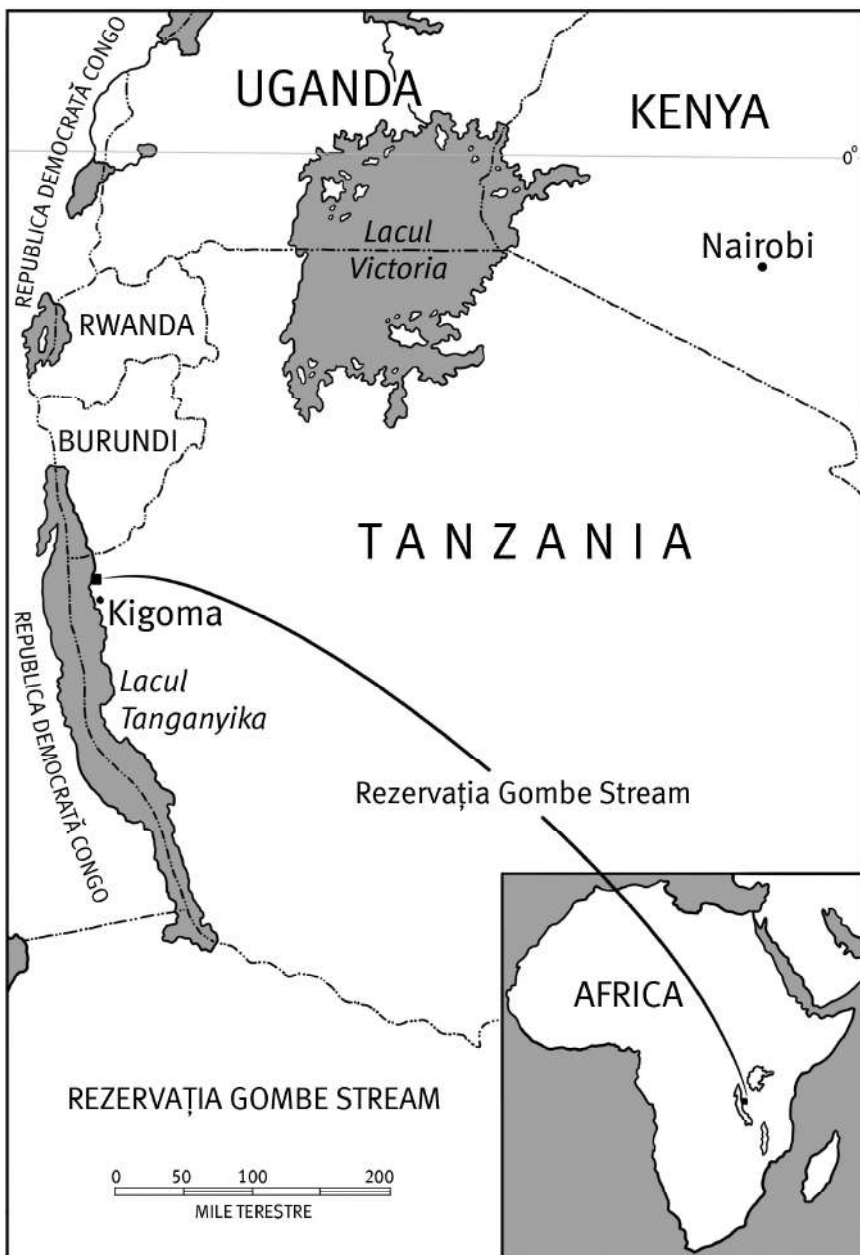 REPUBLICA DEMOCRATĂ CONGO
UGANDA
KENYA
0°
Lacul
Victoria
Nairobi
RWANDA
BURUNDI
TANZANIA
Kigoma
Lacul
Tanganyika
REPUBLICA DEMOCRATĂ CONGO
Rezervația Gombe Stream
AFRICA
REZERVAȚIA GOMBE STREAM
0 50 100 200
MILE TERESTRE